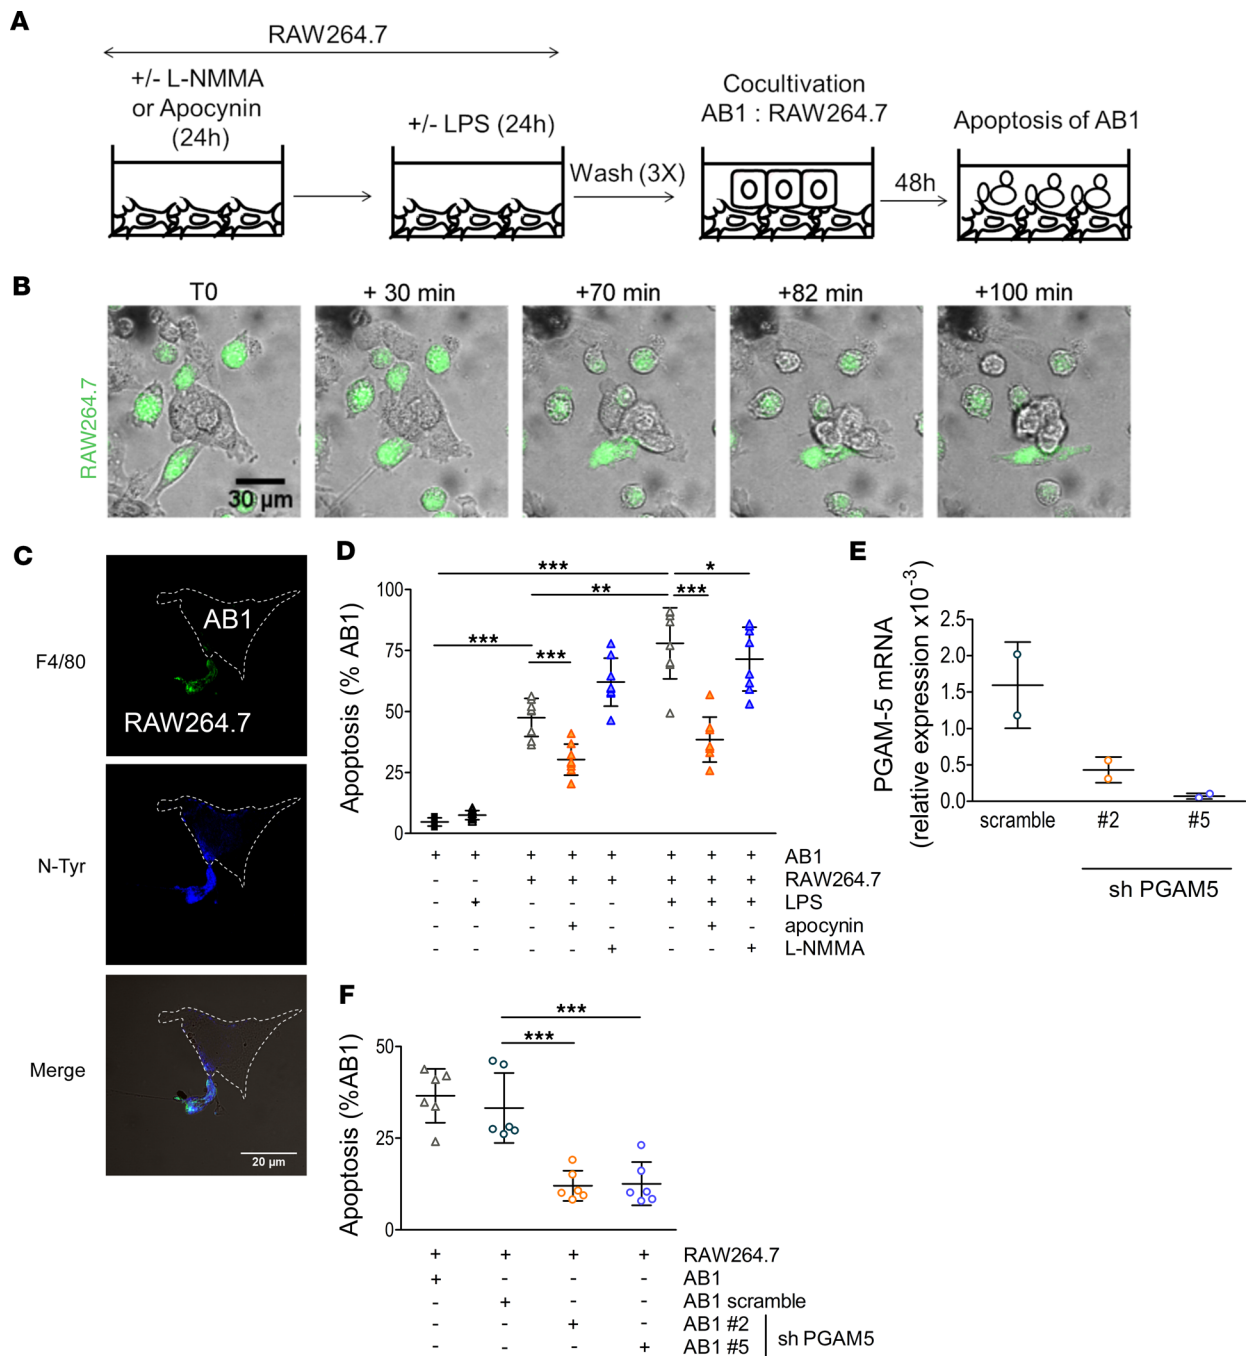 A
RAW264.7
+/- L-NMMA
or Apocynin
(24h)
+/- LPS (24h)
Wash (3X)
Cocultivation
AB1 : RAW264.7
48h
Apoptosis of AB1
B
T0
+ 30 min
+70 min
+82 min
+100 min
RAW264.7
30 µm
C
F4/80
AB1
RAW264.7
N-Tyr
Merge
20 µm
D
Apoptosis (% AB1)
100
75
50
25
0
***
**
***
***
*
***
+ + + + + + + + AB1
- - + + + + + + RAW264.7
- + - - - + + + LPS
- - - + - - + - apocynin
- - - - + - - + L-NMMA
E
PGAM-5 mRNA
(relative expression x10-3)
2.5
2.0
1.5
1.0
0.5
0.0
scramble
#2
#5
sh PGAM5
F
Apoptosis (%AB1)
50
25
0
***
***
+ + + + RAW264.7
+ - - - AB1
- + - - AB1 scramble
- - + - AB1 #2
- - - + AB1 #5
sh PGAM5